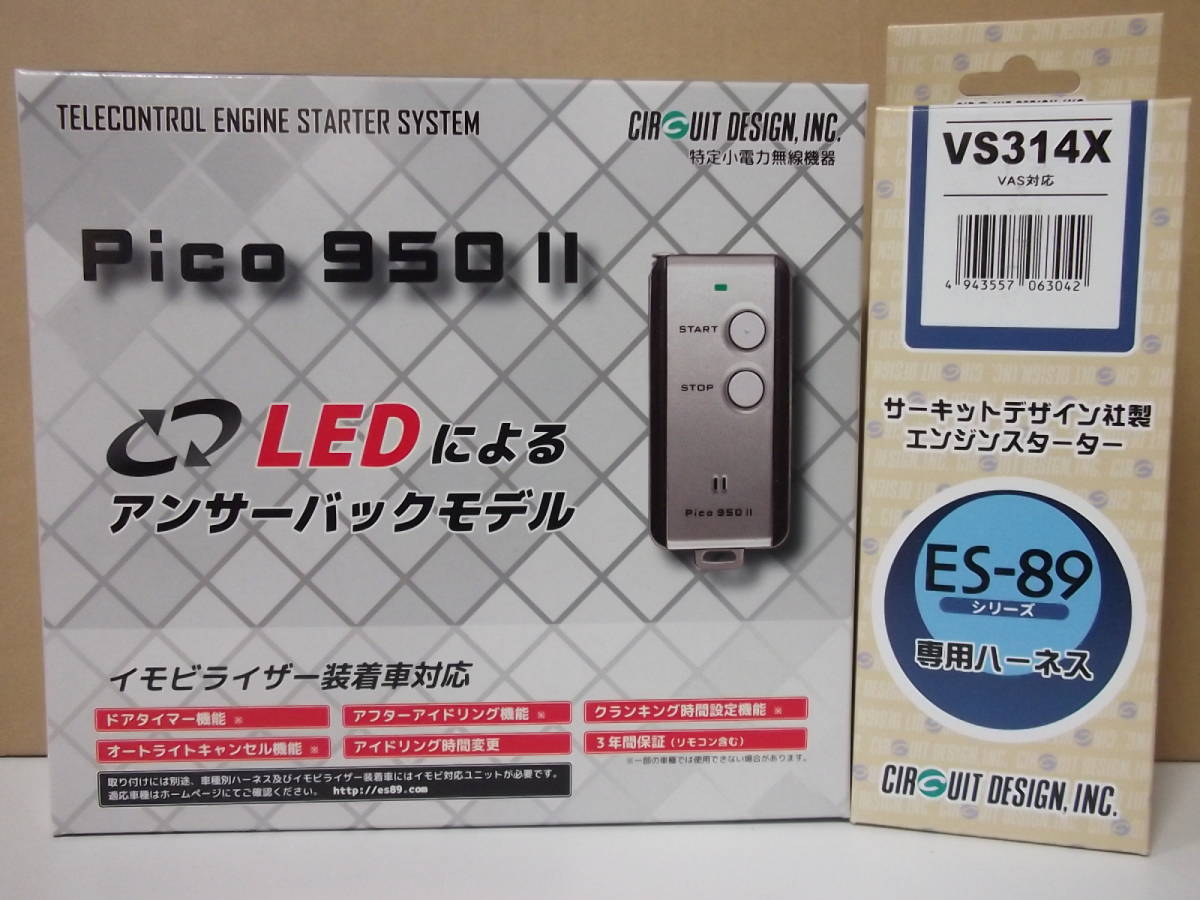 TELECONTROL ENGINE STARTER SYSTEM
CIRCUIT DESIGN, INC.
特定小電力無線機器
Pico 950 II
START
STOP
Pico 950 II
LEDによる
アンサーバックモデル
イモビライザー装着車対応
ドアタイマー機能 ※
アフターアイドリング機能 ※
クランキング時間設定機能 ※
オートライトキャンセル機能 ※
アイドリング時間変更
3年間保証（リモコン含む）
※一部の車種では使用できない場合があります。
取り付けには別途、車種別ハーネス及びイモビライザー装着車にはイモビ対応ユニットが必要です。
適応車種はホームページにてご確認ください。 http://es89.com
VS314X
VAS対応
4 943557 063042
サーキットデザイン社製
エンジンスターター
ES-89
シリーズ
専用ハーネス
CIRCUIT DESIGN, INC.